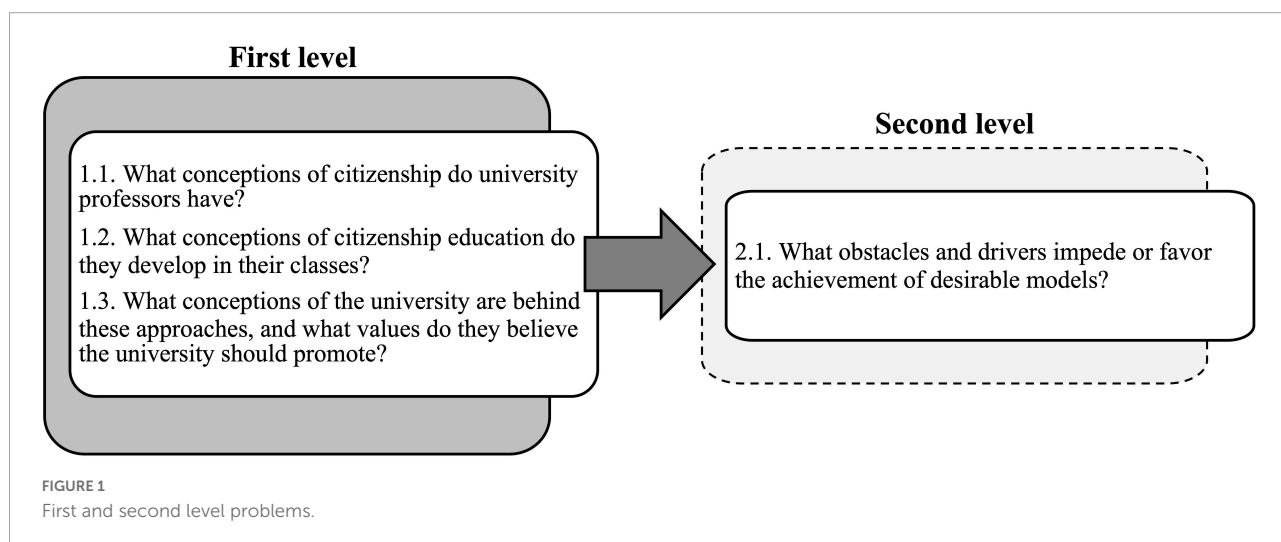 First level
1.1. What conceptions of citizenship do university
professors have?
1.2. What conceptions of citizenship education do
they develop in their classes?
1.3. What conceptions of the university are behind
these approaches, and what values do they believe
the university should promote?
Second level
2.1. What obstacles and drivers impede or favor
the achievement of desirable models?
FIGURE 1
First and second level problems.